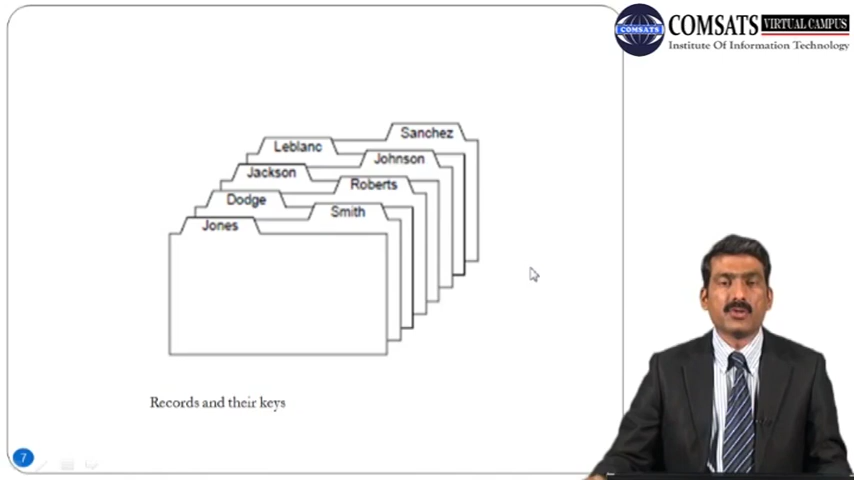 COMSATS
COMSATS VIRTUAL CAMPUS
Institute Of Information Technology
Sanchez
Leblanc
Johnson
Jackson
Roberts
Dodge
Smith
Jones
Records and their keys
7